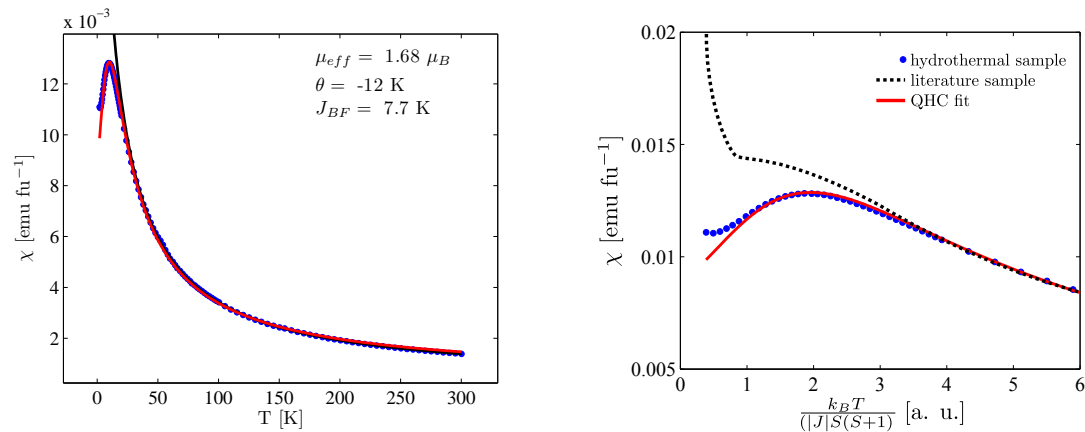 x 10⁻³
12
10
8
6
4
2
χ [emu fu⁻¹]
0 50 100 150 200 250 300
T [K]
μ_eff = 1.68 μ_B
θ = -12 K
J_BF = 7.7 K
0.02
0.015
0.01
0.005
χ [emu fu⁻¹]
hydrothermal sample
literature sample
QHC fit
0 1 2 3 4 5 6
k_B T
(|J|S(S+1) [a. u.]